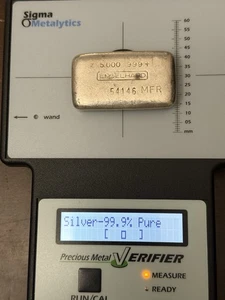 Sigma
Metalytics
5.000 999+
ENGELHARD
54146 MFR
wand
Silver-99.9% Pure
[ □ ]
Precious Metal VERIFIER
MEASURE
READY
RUN/CAL